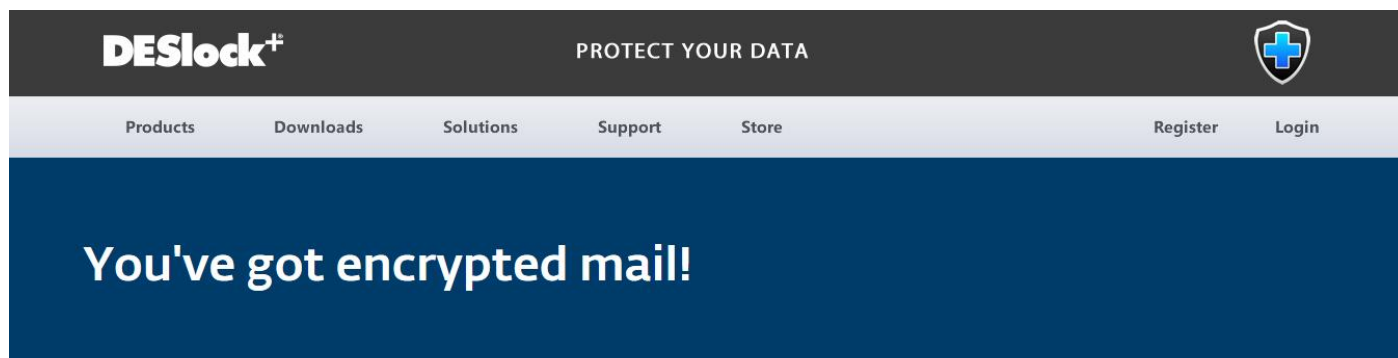 DESlock+ PROTECT YOUR DATA
Products Downloads Solutions Support Store Register Login
You've got encrypted mail!